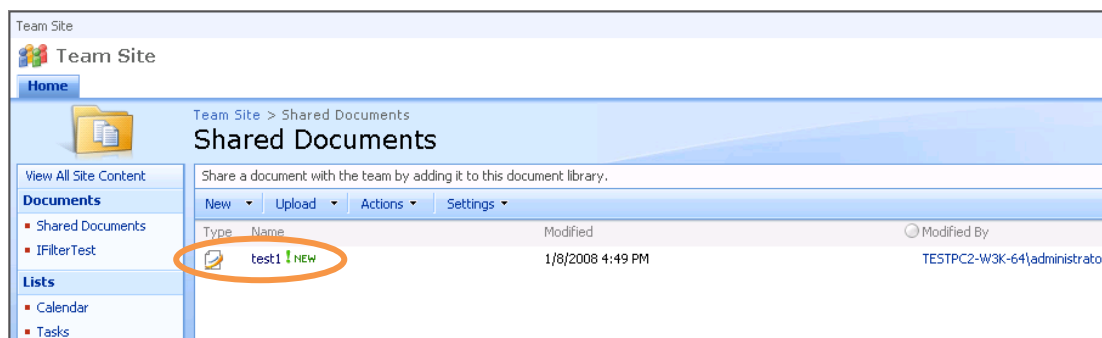 Team Site
Team Site
Home
Team Site > Shared Documents
Shared Documents
View All Site Content
Share a document with the team by adding it to this document library.
Documents
New Upload Actions Settings
Shared Documents
Type Name Modified Modified By
IFilterTest
test1 ! NEW 1/8/2008 4:49 PM TESTPC2-W3K-64\administrato
Lists
Calendar
Tasks